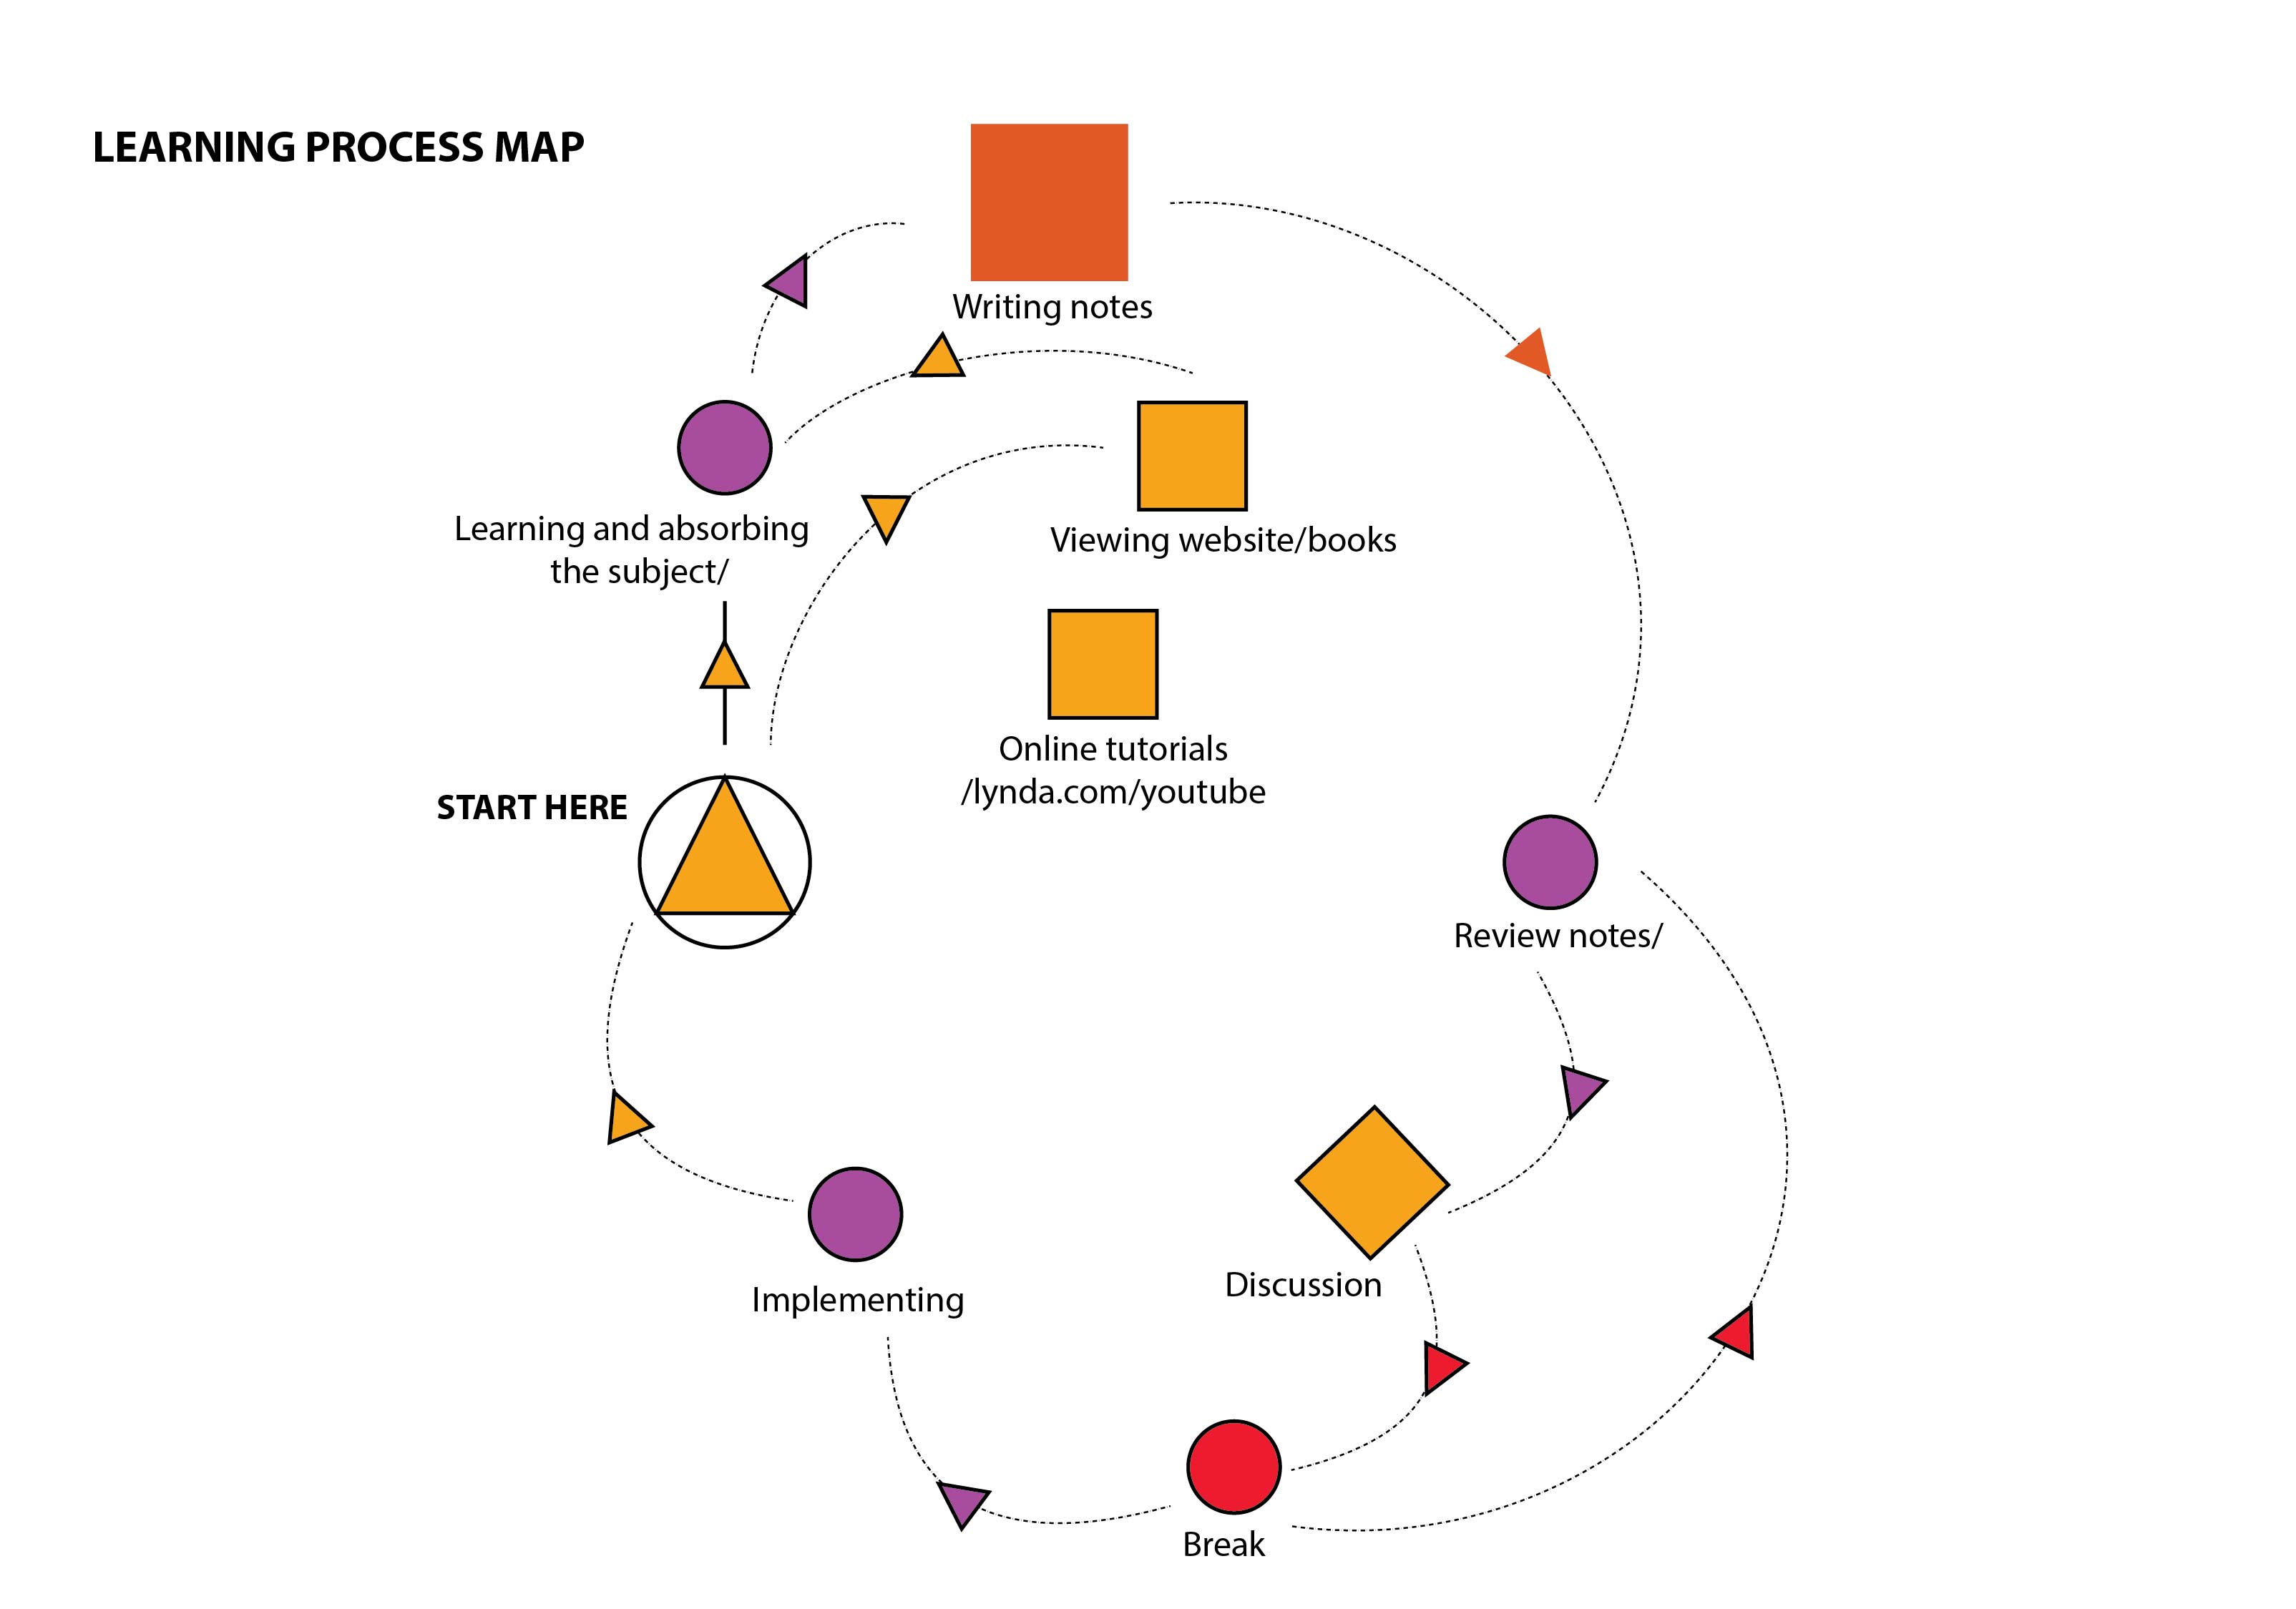 LEARNING PROCESS MAP
Writing notes
Learning and absorbing
the subject/
Viewing website/books
Online tutorials
/lynda.com/youtube
START HERE
Review notes/
Discussion
Implementing
Break